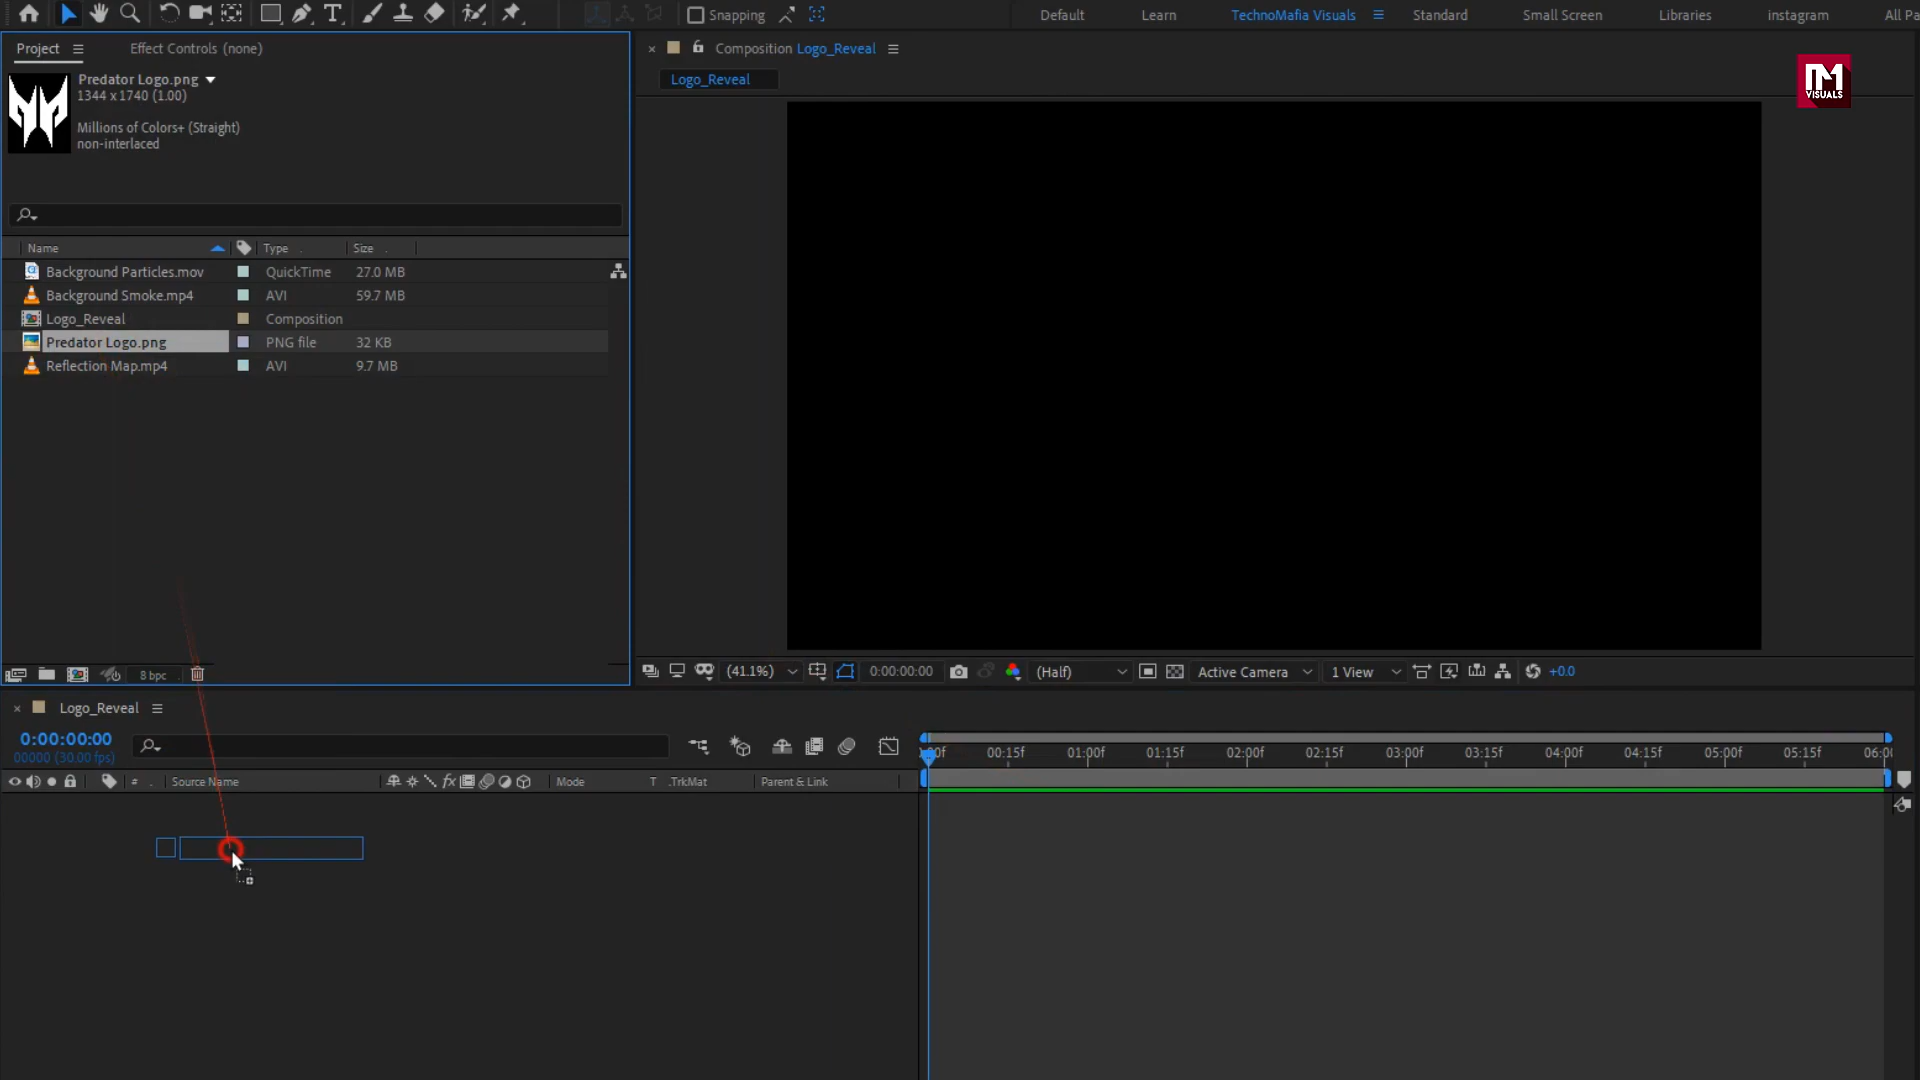 Snapping
Default
Learn
TechnoMafia Visuals
Standard
Small Screen
Libraries
instagram
All Pa
Project
Effect Controls (none)
Composition Logo_Reveal
Predator Logo.png
1344 x 1740 (1.00)
Millions of Colors+ (Straight)
non-interlaced
Logo_Reveal
VISUALS
Name Type Size
Background Particles.mov QuickTime 27.0 MB
Background Smoke.mp4 AVI 59.7 MB
Logo_Reveal Composition
Predator Logo.png PNG file 32 KB
Reflection Map.mp4 AVI 9.7 MB
8 bpc
(41.1%) 0:00:00:00 (Half) Active Camera 1 View +0.0
Logo_Reveal
0:00:00:00
00000 (30.00 fps)
00:15f 01:00f 01:15f 02:00f 02:15f 03:00f 03:15f 04:00f 04:15f 05:00f 05:15f 06:00
# Source Name fx Mode T .TrkMat Parent & Link